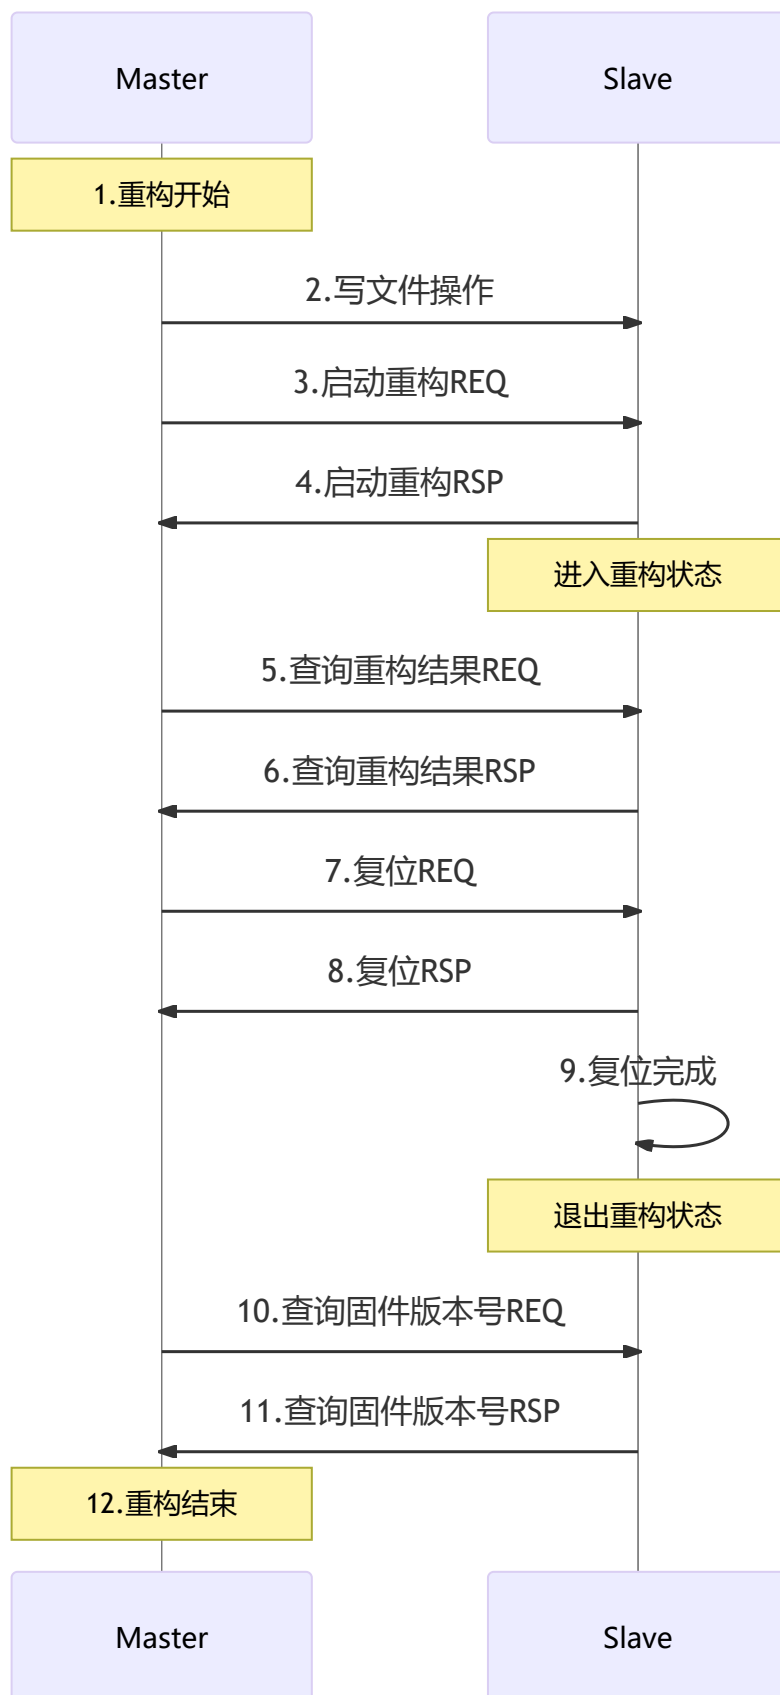 Master
Slave
1.重构开始
2.写文件操作
3.启动重构REQ
4.启动重构RSP
进入重构状态
5.查询重构结果REQ
6.查询重构结果RSP
7.复位REQ
8.复位RSP
9.复位完成
退出重构状态
10.查询固件版本号REQ
11.查询固件版本号RSP
12.重构结束
Master
Slave